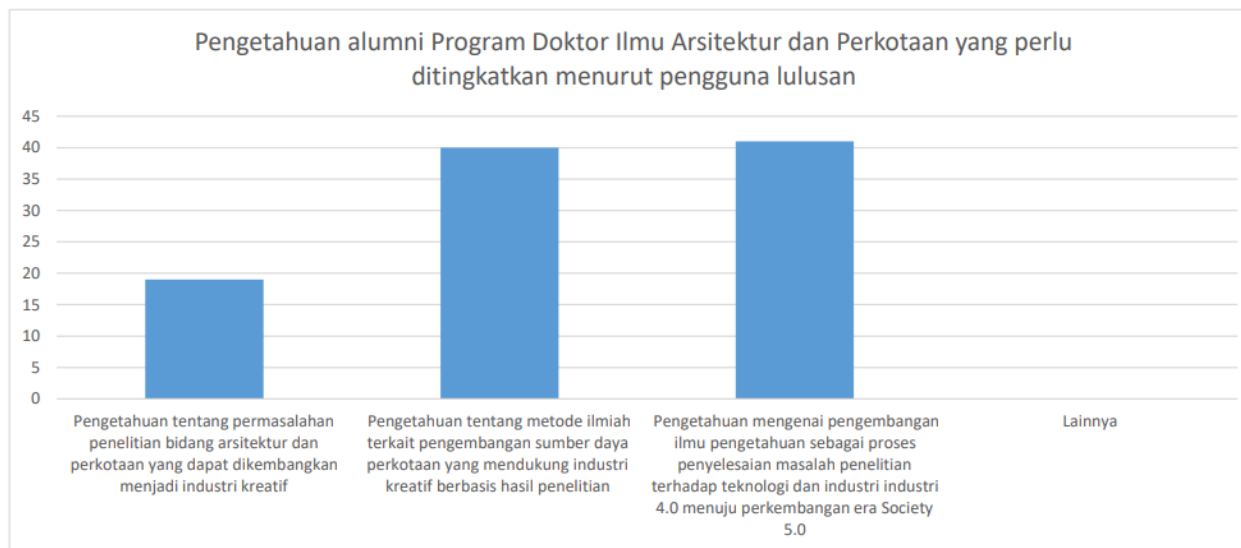 Pengetahuan alumni Program Doktor Ilmu Arsitektur dan Perkotaan yang perlu
ditingkatkan menurut pengguna lulusan
45
40
35
30
25
20
15
10
5
0
Pengetahuan tentang permasalahan
penelitian bidang arsitektur dan
perkotaan yang dapat dikembangkan
menjadi industri kreatif
Pengetahuan tentang metode ilmiah
terkait pengembangan sumber daya
perkotaan yang mendukung industri
kreatif berbasis hasil penelitian
Pengetahuan mengenai pengembangan
ilmu pengetahuan sebagai proses
penyelesaian masalah penelitian
terhadap teknologi dan industri industri
4.0 menuju perkembangan era Society
5.0
Lainnya